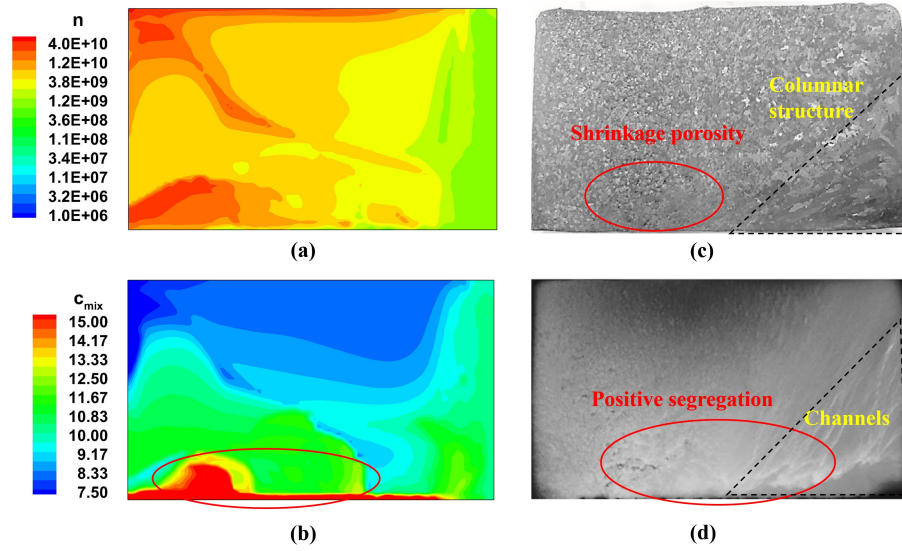 n
4.0E+10
1.2E+10
3.8E+09
1.2E+09
3.6E+08
1.1E+08
3.4E+07
1.1E+07
3.2E+06
1.0E+06
(a)
Columnar
structure
Shrinkage porosity
(c)
c_mix
15.00
14.17
13.33
12.50
11.67
10.83
10.00
9.17
8.33
7.50
(b)
Positive segregation
Channels
(d)